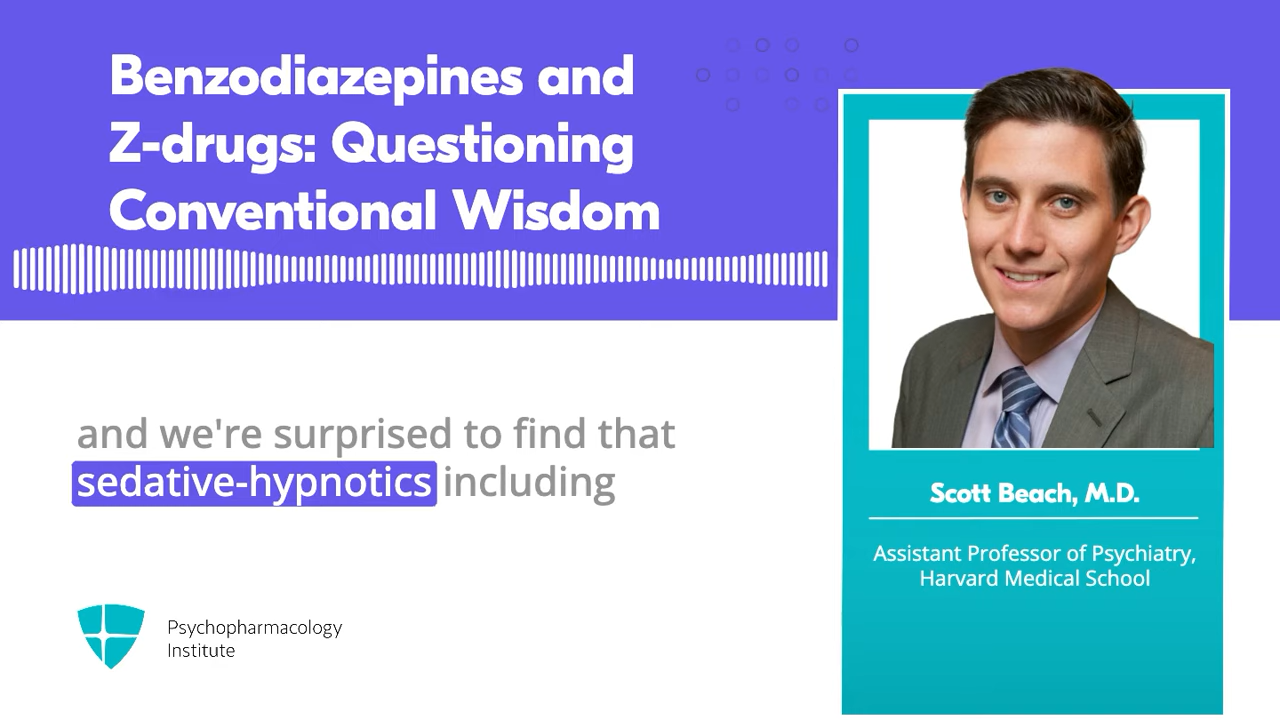 Benzodiazepines and
Z-drugs: Questioning
Conventional Wisdom
and we're surprised to find that
sedative-hypnotics including
Scott Beach, M.D.
Assistant Professor of Psychiatry,
Harvard Medical School
Psychopharmacology
Institute